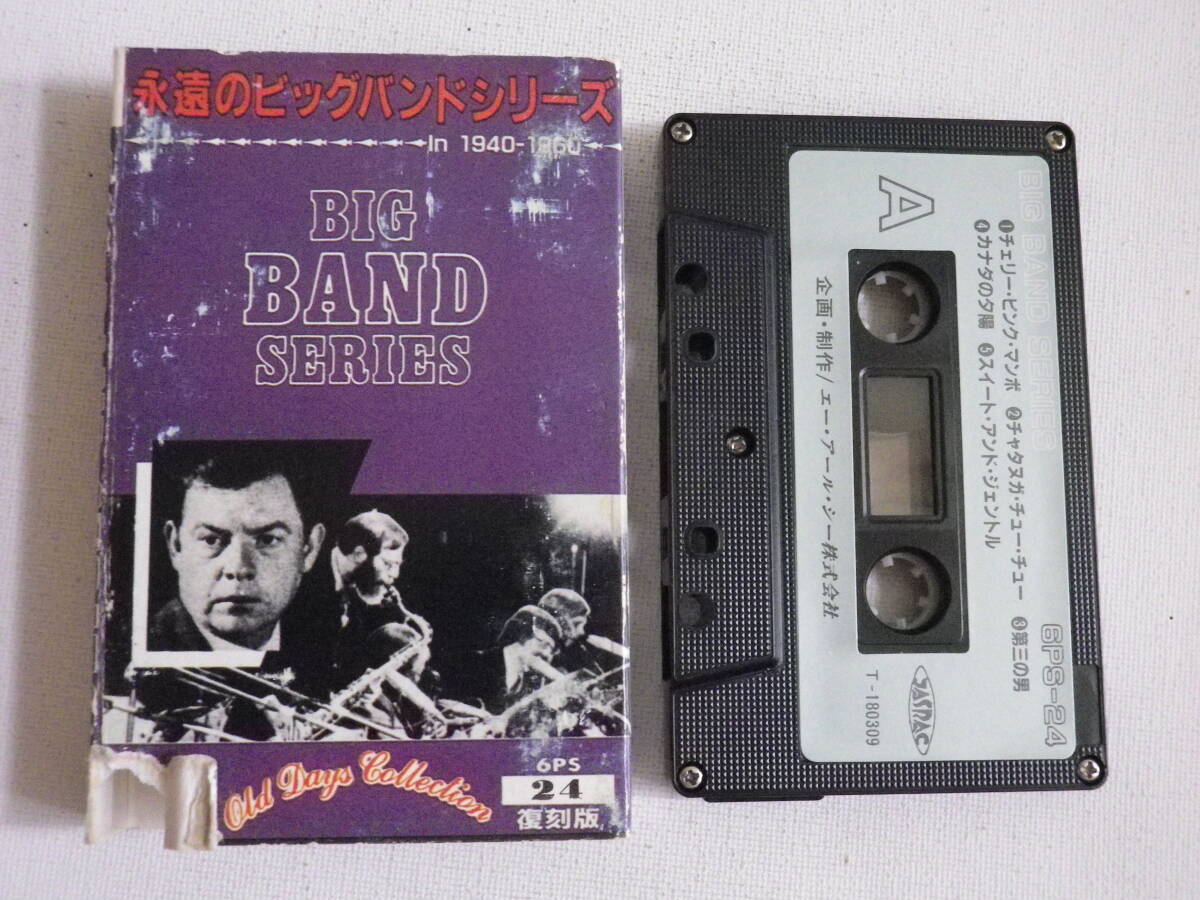 永遠のビッグバンドシリーズ
In 1940-1960
BIG
BAND
SERIES
Old Days Collection
6PS
24
復刻版
BIG BAND SERIES
6PS-24
A
❶チェリー・ピンク・マンボ ❷チャタヌガ・チュー・チュー ❸第三の男
❹カナダの夕陽 ❺スイート・アンド・ジェントル
企画・制作/エー・アール・シー株式会社
JASRAC
T-180309